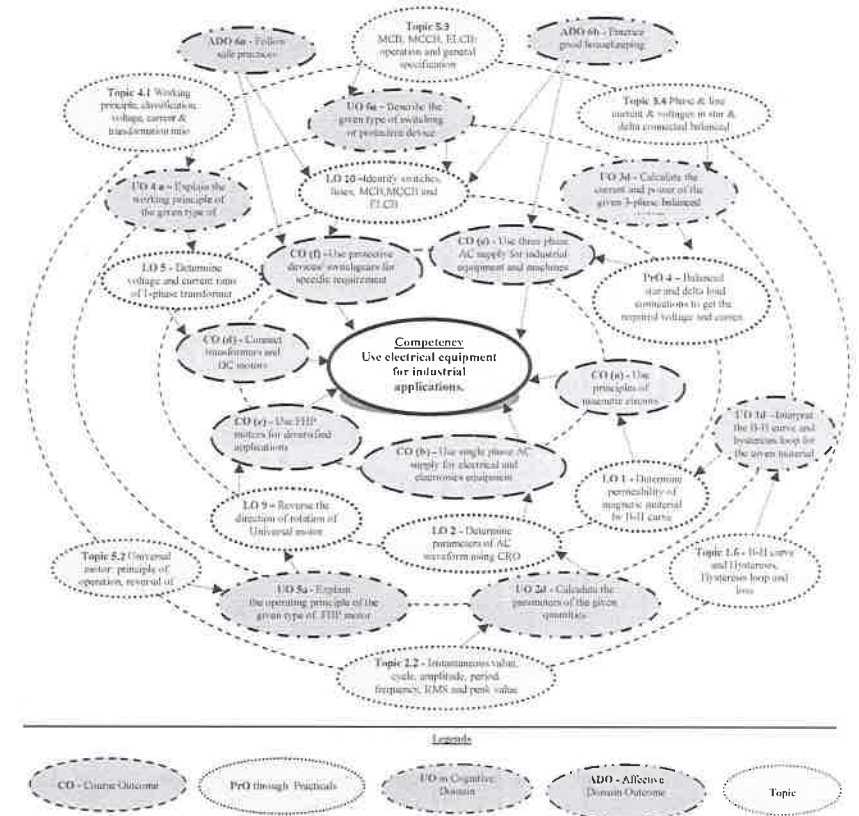 ADO 6a - Follow
safe practices
Topic 5.3
MCB, MCCB, ELCB:
operation and general
specification
ADO 6b - Practice
good housekeeping
Topic 4.1 Working
principle, classification,
voltage, current &
transformation ratio
UO 6a – Describe the
given type of switching
or protective device
Topic 3.4 Phase & line
current & voltages in star &
delta connected balanced
UO 4 a – Explain the
working principle of
the given type of
LO 10 –Identify switches,
fuses, MCB,MCCB and
ELCB
UO 3d- Calculate the
current and power of the
given 3-phase balanced
LO 5 - Determine
voltage and current ratio
of 1-phase transformer
CO (f) –Use protective
devices/ switchgears for
specific requirement
CO (c) - Use three phase
AC supply for industrial
equipment and machines
PrO 4 – Balanced
star and delta load
connections to get the
required voltage and curren
CO (d) - Connect
transformers and
DC motors
Competency
Use electrical equipment
for industrial
applications.
CO (a) - Use
principles of
magnetic circuits
CO (e) - Use FHP
motors for diversified
applications
CO (b) - Use single phase AC
supply for electrical and
electronics equipment
UO 1d- Interpret
the B-H curve and
hysteresis loop for
the given material
LO 9 – Reverse the
direction of rotation of
Universal motor
LO 2 - Determine
parameters of AC
waveform using CRO
LO 1 - Determine
permeability of
magnetic material
by B-H curve
Topic 5.2 Universal
motor: principle of
operation, reversal of
UO 5a - Explain
the operating principle of the
given type of FHP motor
UO 2d - Calculate the
parameters of the given
quantities
Topic 1.6 - B-H curve
and Hysteresis,
Hysteresis loop and
loss
Topic 2.2 - Instantaneous value,
cycle, amplitude, period,
frequency, RMS and peak value
Legends
CO - Course Outcome
PrO through Practicals
UO in Cognitive
Domain
ADO - Affective
Domain Outcome
Topic